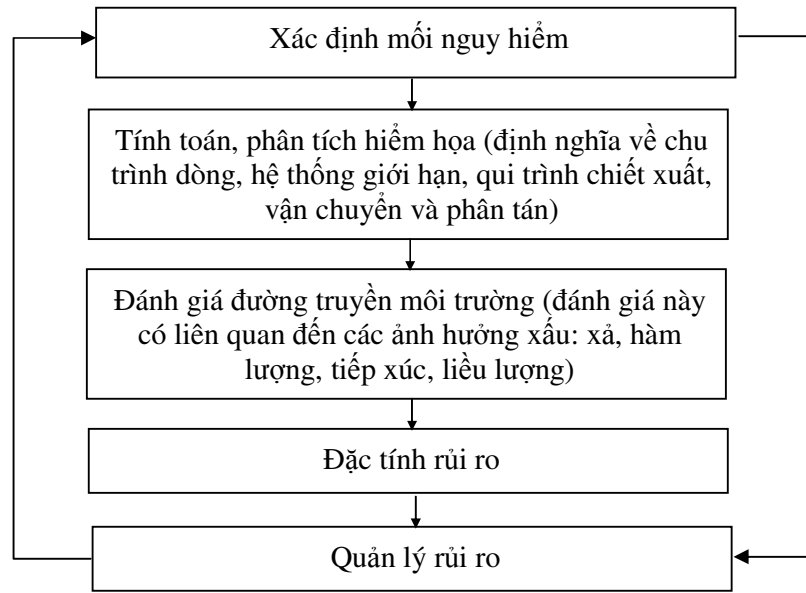 Xác định mối nguy hiểm
Tính toán, phân tích hiểm họa (định nghĩa về chu
trình dòng, hệ thống giới hạn, qui trình chiết xuất,
vận chuyển và phân tán)
Đánh giá đường truyền môi trường (đánh giá này
có liên quan đến các ảnh hưởng xấu: xả, hàm
lượng, tiếp xúc, liều lượng)
Đặc tính rủi ro
Quản lý rủi ro